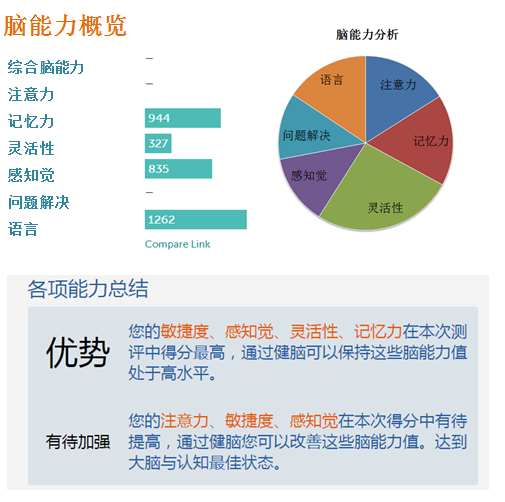 脑能力概览
综合脑能力 –
注意力 –
记忆力 944
灵活性 327
感知觉 835
问题解决 –
语言 1262
Compare Link
脑能力分析
语言
注意力
问题解决
记忆力
感知觉
灵活性
各项能力总结
优势
您的敏捷度、感知觉、灵活性、记忆力在本次测
评中得分最高，通过健脑可以保持这些脑能力值
处于高水平。
有待加强
您的注意力、敏捷度、感知觉在本次得分中有待
提高，通过健脑您可以改善这些脑能力值。达到
大脑与认知最佳状态。